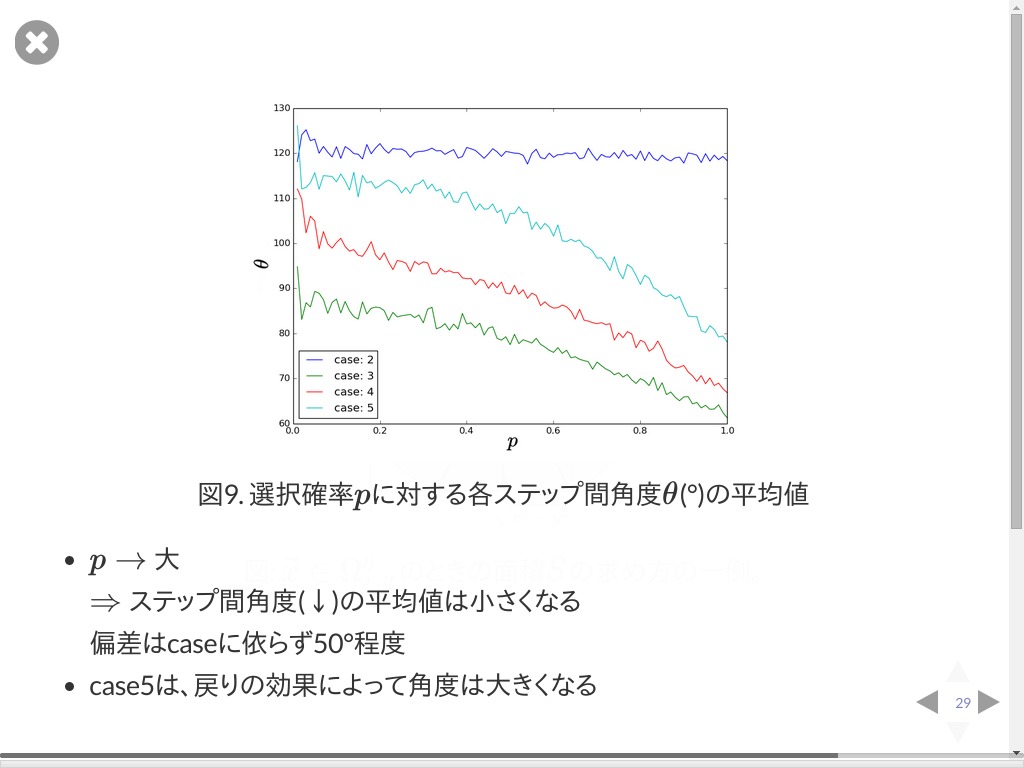 130
120
110
100
90
80
70
60
θ
case: 2
case: 3
case: 4
case: 5
0.0 0.2 0.4 0.6 0.8 1.0
p
図9. 選択確率pに対する各ステップ間角度θ(°)の平均値
• p → 大
⇒ ステップ間角度(↓)の平均値は小さくなる
偏差はcaseに依らず50°程度
• case5は、戻りの効果によって角度は大きくなる
29